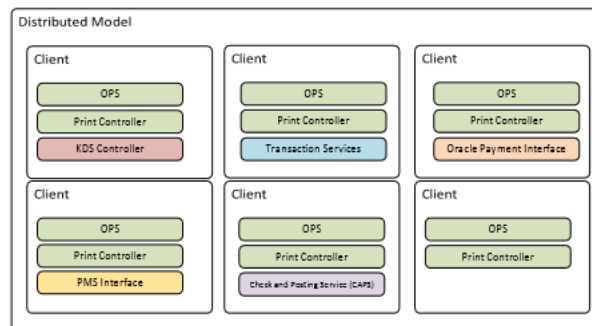 Distributed Model
Client
OPS
Print Controller
KDS Controller
Client
OPS
Print Controller
Transaction Services
Client
OPS
Print Controller
Oracle Payment Interface
Client
OPS
Print Controller
PMS Interface
Client
OPS
Print Controller
Check and Posting Service (CAPS)
Client
OPS
Print Controller